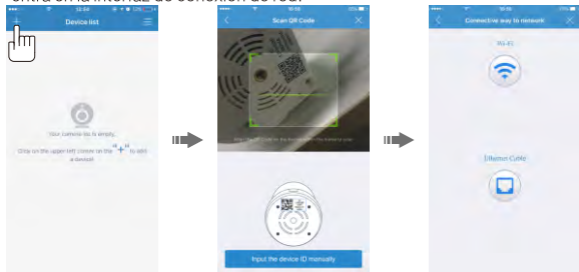 entra en la interfaz de conexión de red.
Device list
Your camera list is empty,
Click on the upper left corner on the "+" to add
a device!
Scan QR Code
Input the device ID manually
Connective way to network
Wi-Fi
Ethernet Cable